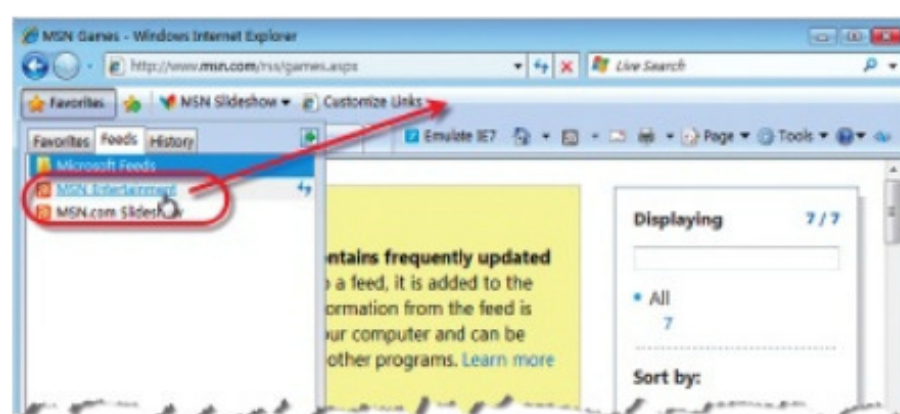 MSN Games - Windows Internet Explorer
http://www.msn.com/rss/games.aspx
Live Search
Favorites MSN Slideshow Customize Links
Favorites Feeds History
Emulate IE7 Page Tools
Microsoft Feeds
MSN Entertainment
MSN.com Slideshow
Displaying 7 / 7
ntains frequently updated
a feed, it is added to the
ormation from the feed is
ur computer and can be
other programs. Learn more
All
7
Sort by: